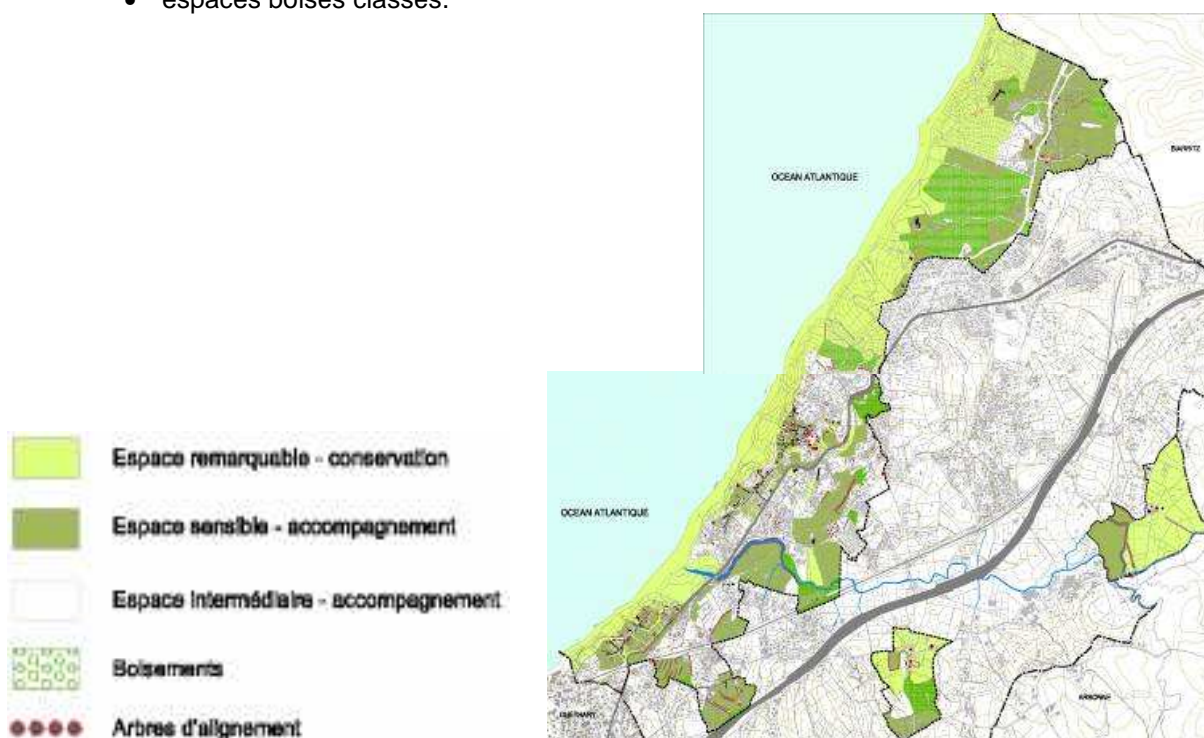 • espaces boisés classés.
OCEAN ATLANTIQUE
BIARRITZ
OCEAN ATLANTIQUE
Espace remarquable - conservation
Espace sensible - accompagnement
Espace intermédiaire - accompagnement
Boisements
Arbres d'alignement
GUETHARY
ARBONNE